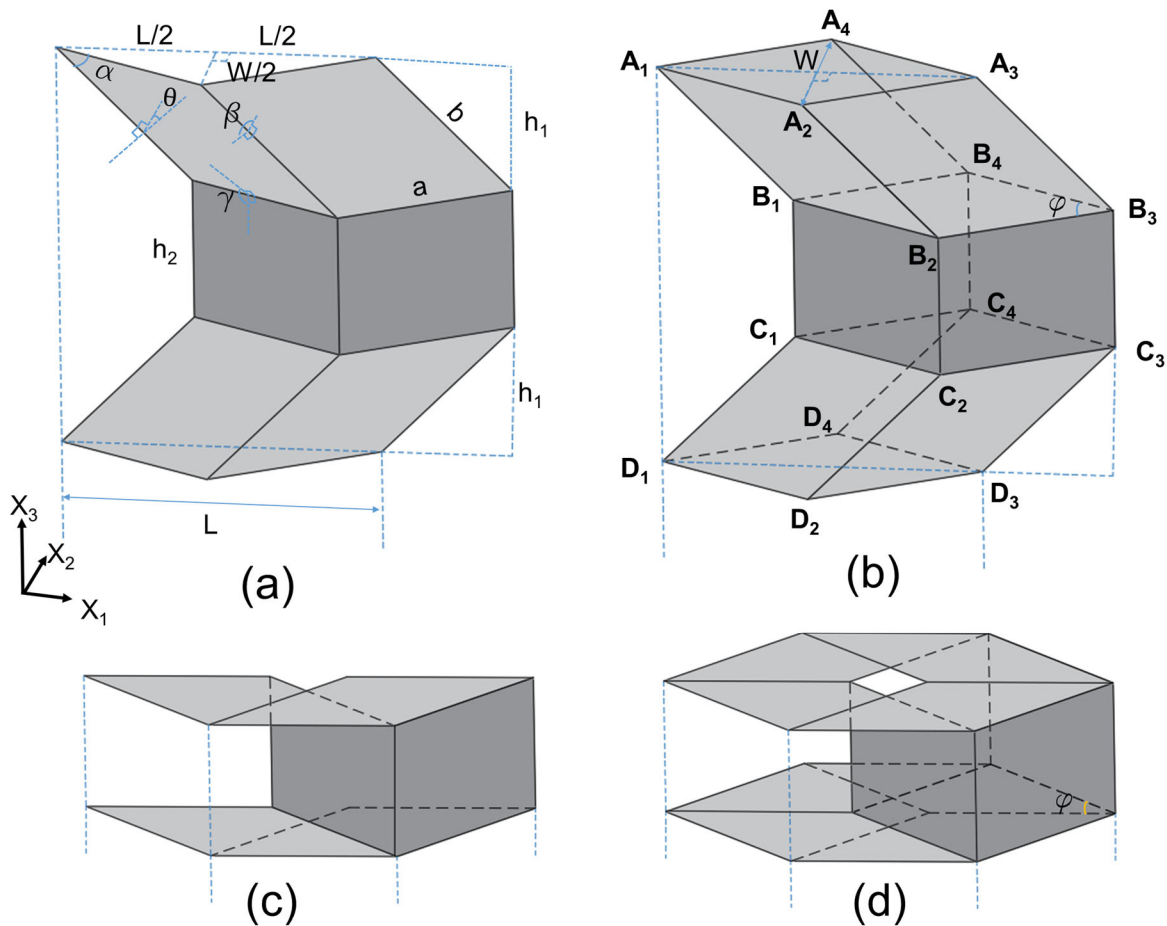 L/2 L/2
α
W/2
θ
β
b
h₁
γ
a
h₂
h₁
L
X₃
X₂
X₁
(a)
A₄
A₁
W
A₃
A₂
B₄
B₁
φ
B₃
B₂
C₄
C₁
C₃
C₂
D₄
D₁
D₃
D₂
(b)
φ
(c)
(d)